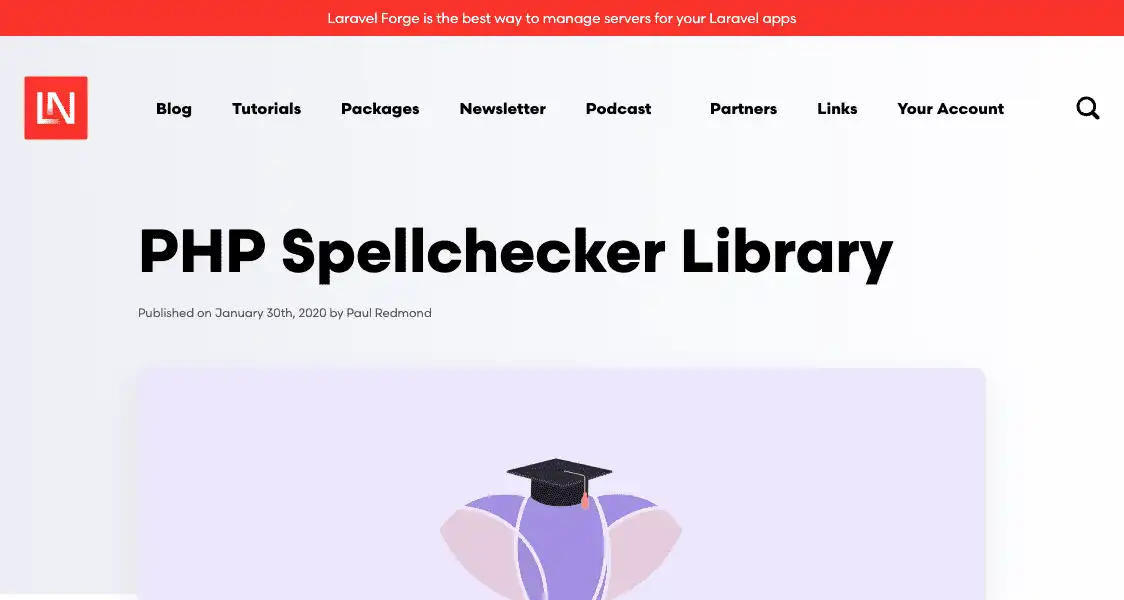 Laravel Forge is the best way to manage servers for your Laravel apps
LN
Blog Tutorials Packages Newsletter Podcast Partners Links Your Account
PHP Spellchecker Library
Published on January 30th, 2020 by Paul Redmond